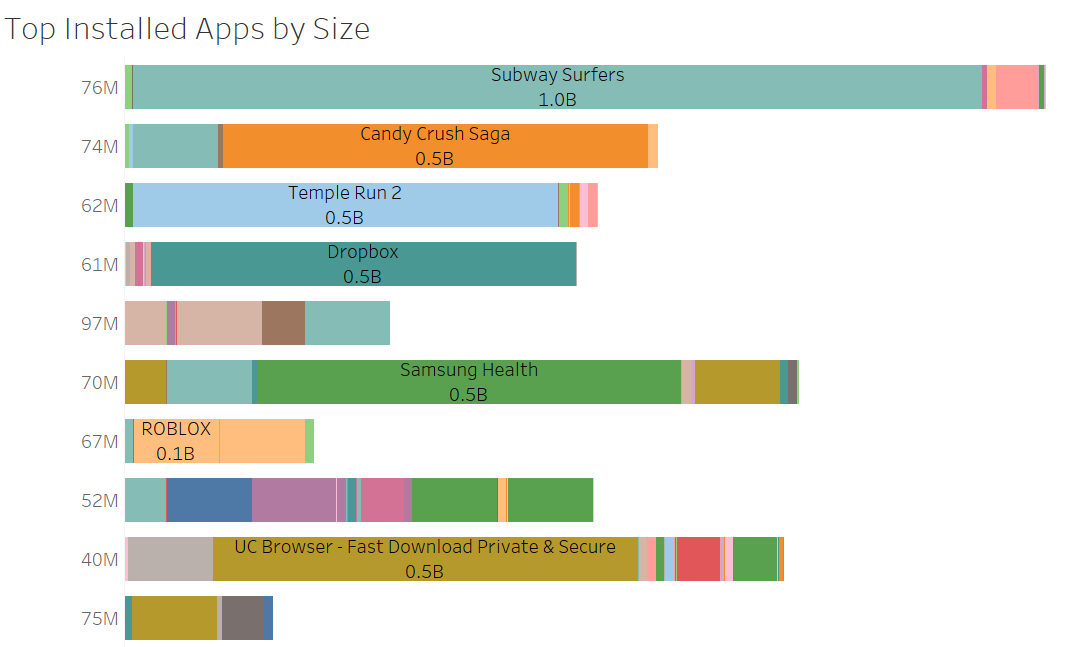 Top Installed Apps by Size
76M
Subway Surfers
1.0B
74M
Candy Crush Saga
0.5B
62M
Temple Run 2
0.5B
61M
Dropbox
0.5B
97M
70M
Samsung Health
0.5B
67M
ROBLOX
0.1B
52M
40M
UC Browser - Fast Download Private & Secure
0.5B
75M